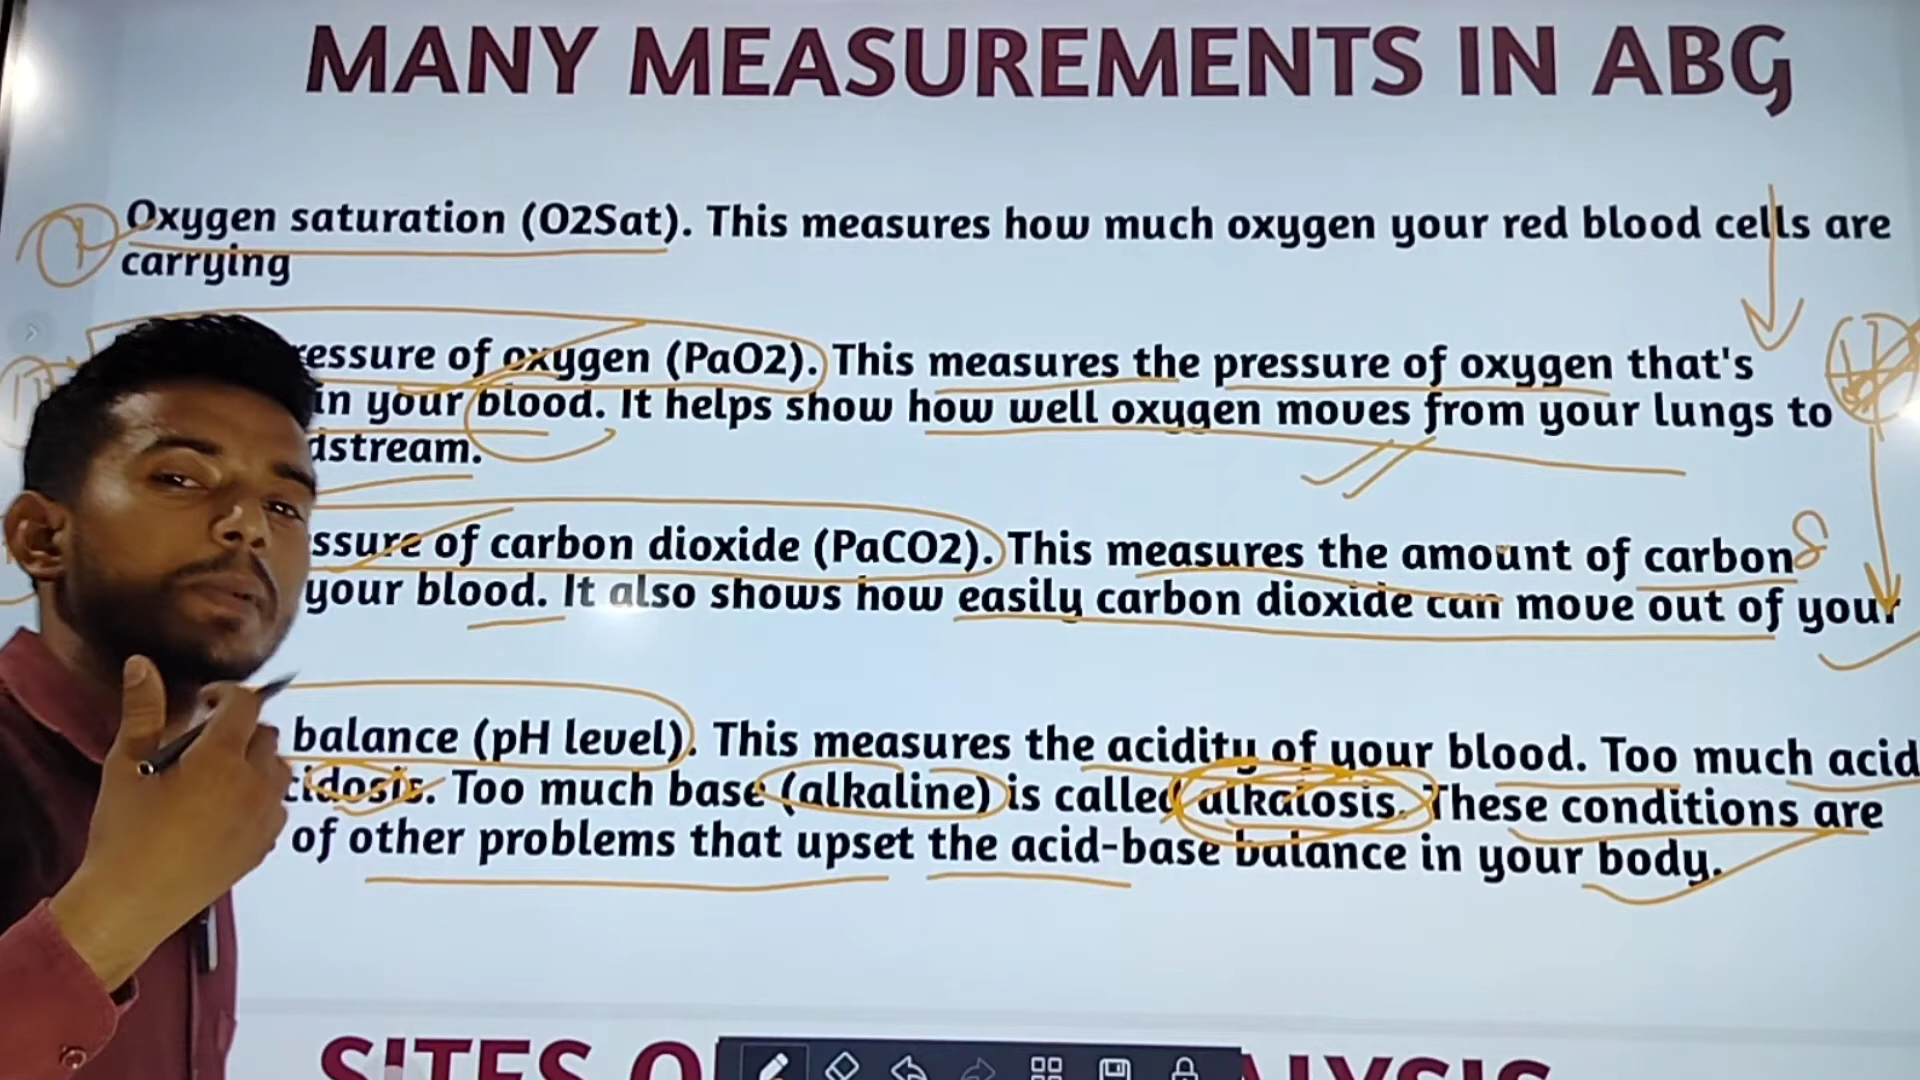 MANY MEASUREMENTS IN ABG
Oxygen saturation (O2Sat). This measures how much oxygen your red blood cells are
carrying
essure of oxygen (PaO2). This measures the pressure of oxygen that's
in your blood. It helps show how well oxygen moves from your lungs to
dstream.
ssure of carbon dioxide (PaCO2). This measures the amount of carbon
your blood. It also shows how easily carbon dioxide can move out of your
balance (pH level). This measures the acidity of your blood. Too much acid
cidosis. Too much base (alkaline) is called alkalosis. These conditions are
of other problems that upset the acid-base balance in your body.
SITES O
ALYSIS